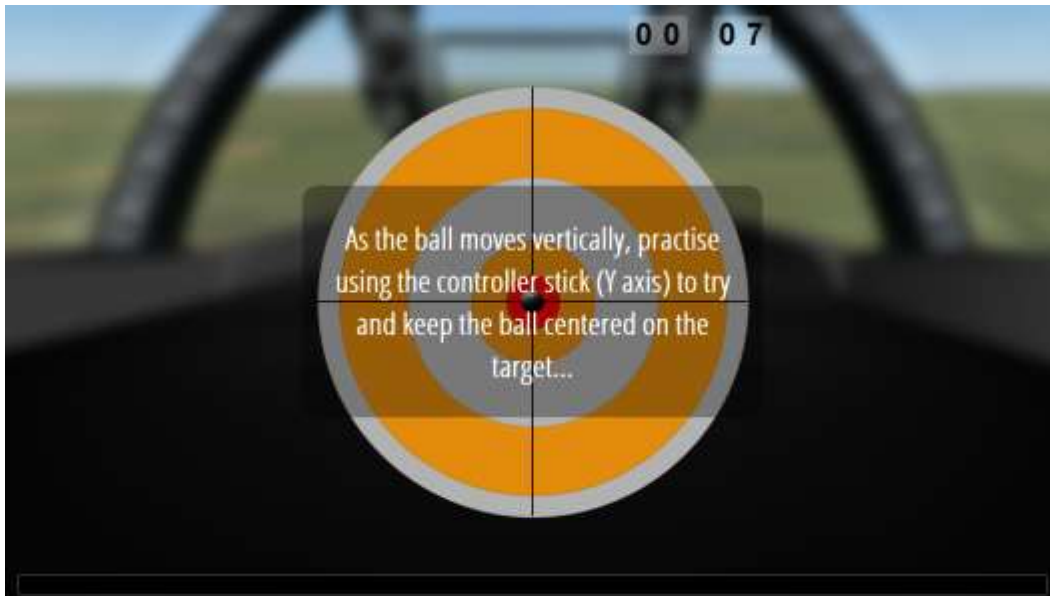 00 07
As the ball moves vertically, practise
using the controller stick (Y axis) to try
and keep the ball centered on the
target...